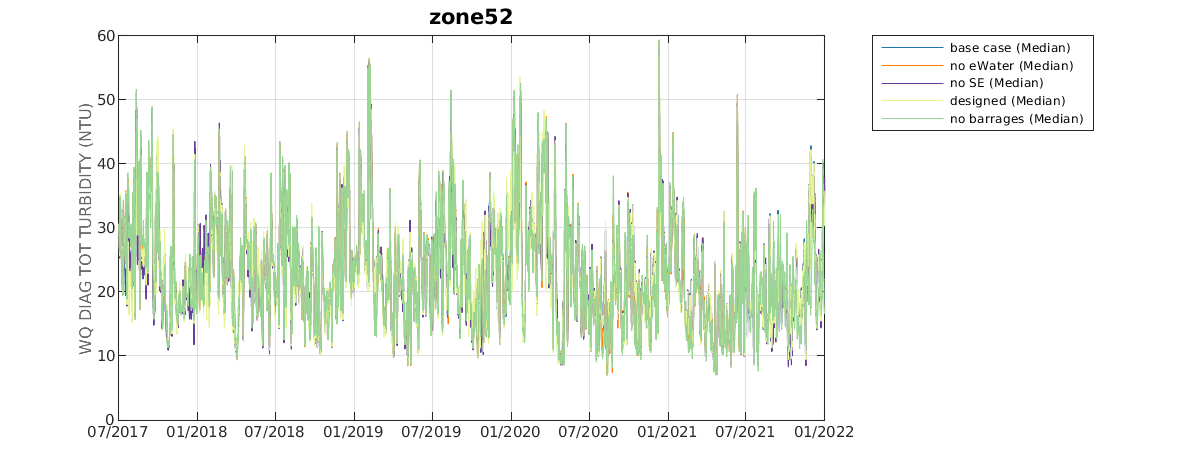 zone52
WQ DIAG TOT TURBIDITY (NTU)
60
50
40
30
20
10
0
07/2017 01/2018 07/2018 01/2019 07/2019 01/2020 07/2020 01/2021 07/2021 01/2022
base case (Median)
no eWater (Median)
no SE (Median)
designed (Median)
no barrages (Median)